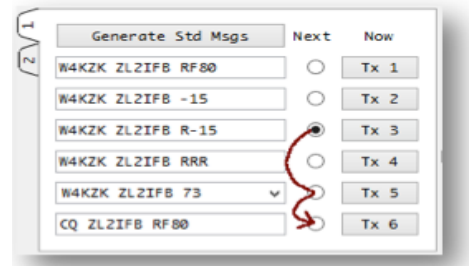 1
2
Generate Std Msgs Next Now
W4KZK ZL2IFB RF80 Tx 1
W4KZK ZL2IFB -15 Tx 2
W4KZK ZL2IFB R-15 Tx 3
W4KZK ZL2IFB RRR Tx 4
W4KZK ZL2IFB 73 Tx 5
CQ ZL2IFB RF80 Tx 6